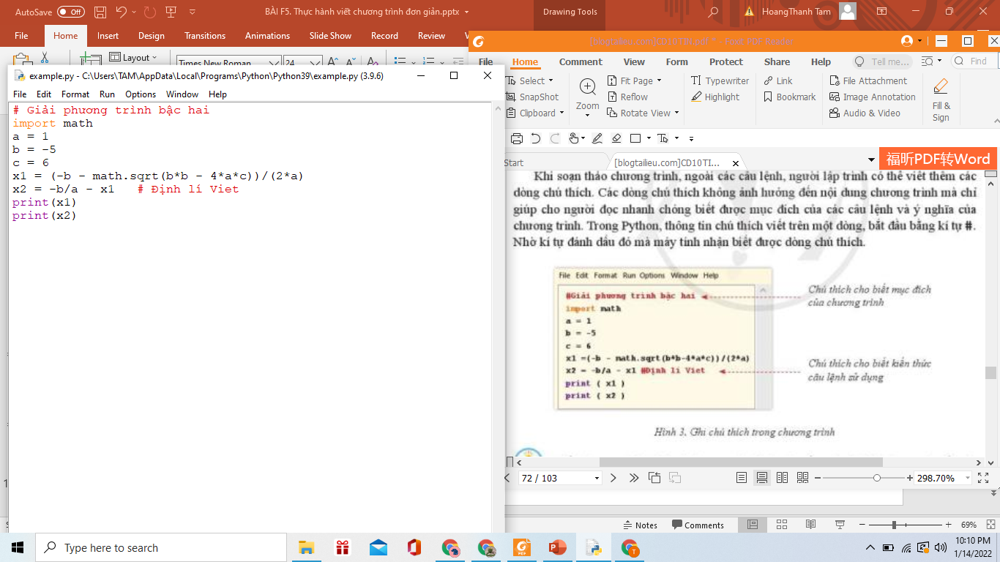 AutoSave Off BÀI F5. Thực hành viết chương trình đơn giản.pptx Drawing Tools HoangThanh Tam
File Home Insert Design Transitions Animations Slide Show Record Review
Layout Times New Roman 24
example.py - C:\Users\TAM\AppData\Local\Programs\Python\Python39\example.py (3.9.6)
File Edit Format Run Options Window Help
# Giải phương trình bậc hai
import math
a = 1
b = -5
c = 6
x1 = (-b - math.sqrt(b*b - 4*a*c))/(2*a)
x2 = -b/a - x1 # Định lí Viet
print(x1)
print(x2)
[blogtailieu.com]CD10TIN.pdf * - Foxit PDF Reader
File Home Comment View Form Protect Share Help Tell me... Find
Select
SnapShot
Clipboard
Zoom
Fit Page
Reflow
Rotate View
Typewriter
Highlight
Link
Bookmark
File Attachment
Image Annotation
Audio & Video
Fill &
Sign
Start [blogtailieu.com]CD10TI... 福昕PDF转Word
Khi soạn thảo chương trình, ngoài các câu lệnh, người lập trình có thể viết thêm các
dòng chú thích. Các dòng chú thích không ảnh hưởng đến nội dung chương trình mà chỉ
giúp cho người đọc nhanh chóng biết được mục đích của các câu lệnh và ý nghĩa của
chương trình. Trong Python, thông tin chú thích viết trên một dòng, bắt đầu bằng kí tự #.
Nhờ kí tự đánh dấu đó mà máy tính nhận biết được dòng chú thích.
File Edit Format Run Options Window Help
#Giải phương trình bậc hai
import math
a = 1
b = -5
c = 6
x1 =(-b - math.sqrt(b*b-4*a*c))/(2*a)
x2 = -b/a - x1 #Định lí Viet
print ( x1 )
print ( x2 )
Chú thích cho biết mục đích
của chương trình
Chú thích cho biết kiến thức
câu lệnh sử dụng
Hình 3. Ghi chú thích trong chương trình
72 / 103 298.70%
Notes Comments 69%
Type here to search
10:10 PM
1/14/2022